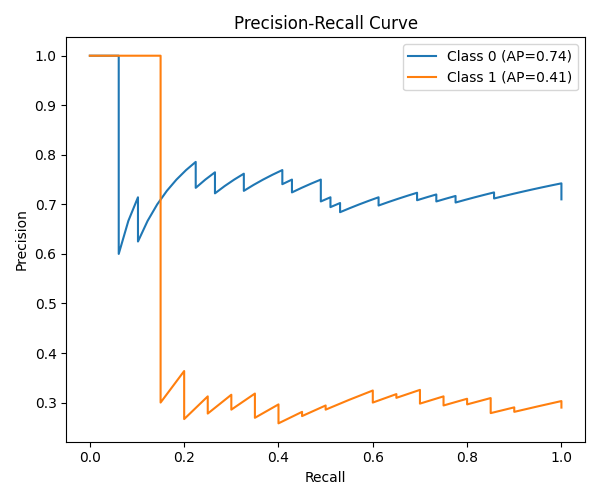 Precision-Recall Curve
Class 0 (AP=0.74)
Class 1 (AP=0.41)
Precision
1.0
0.9
0.8
0.7
0.6
0.5
0.4
0.3
0.0 0.2 0.4 0.6 0.8 1.0
Recall